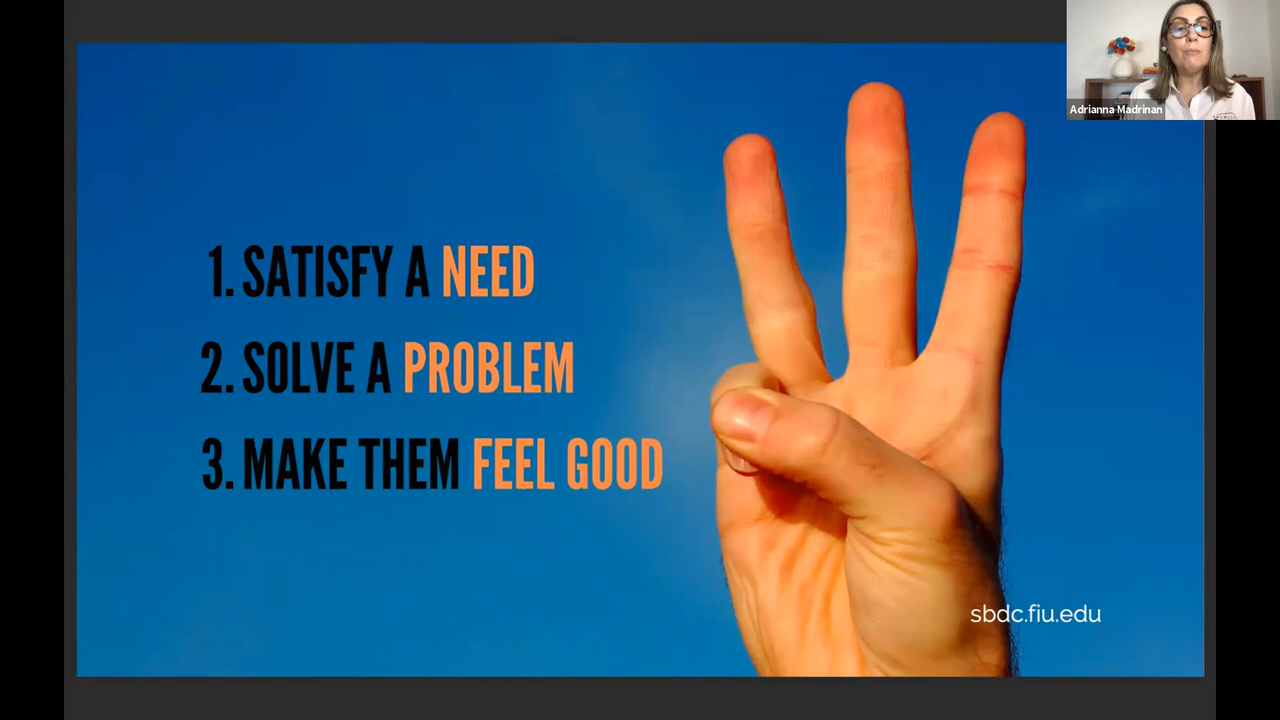 Adrianna Madrinan
1. SATISFY A NEED
2. SOLVE A PROBLEM
3. MAKE THEM FEEL GOOD
sbdc.fiu.edu